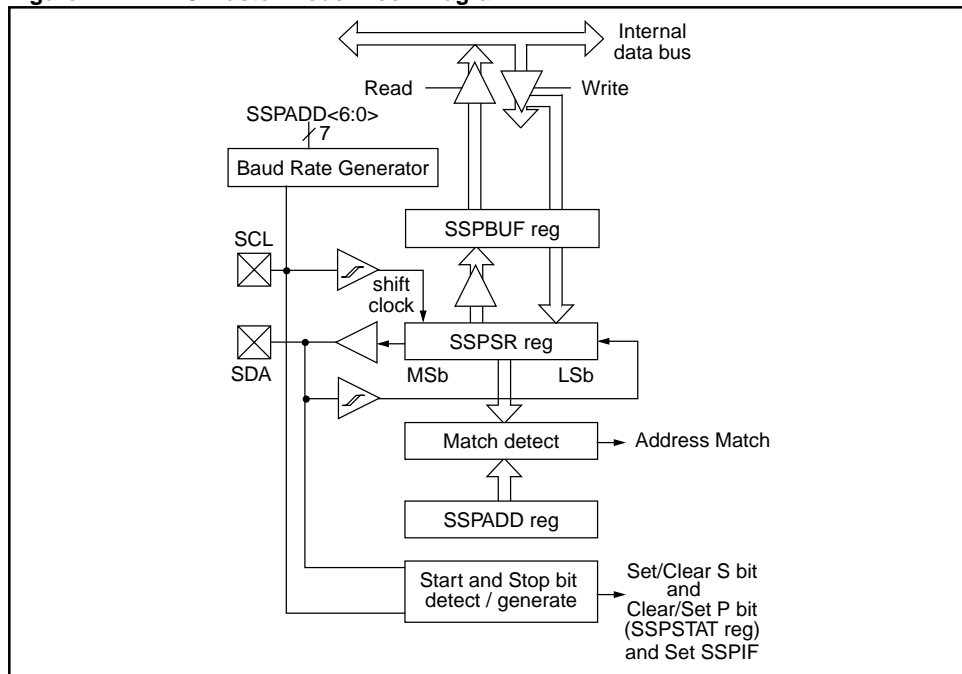 Internal
data bus
Read
Write
SSPADD<6:0>
7
Baud Rate Generator
SSPBUF reg
SCL
shift
clock
SSPSR reg
SDA
MSb
LSb
Match detect
Address Match
SSPADD reg
Start and Stop bit
detect / generate
Set/Clear S bit
and
Clear/Set P bit
(SSPSTAT reg)
and Set SSPIF